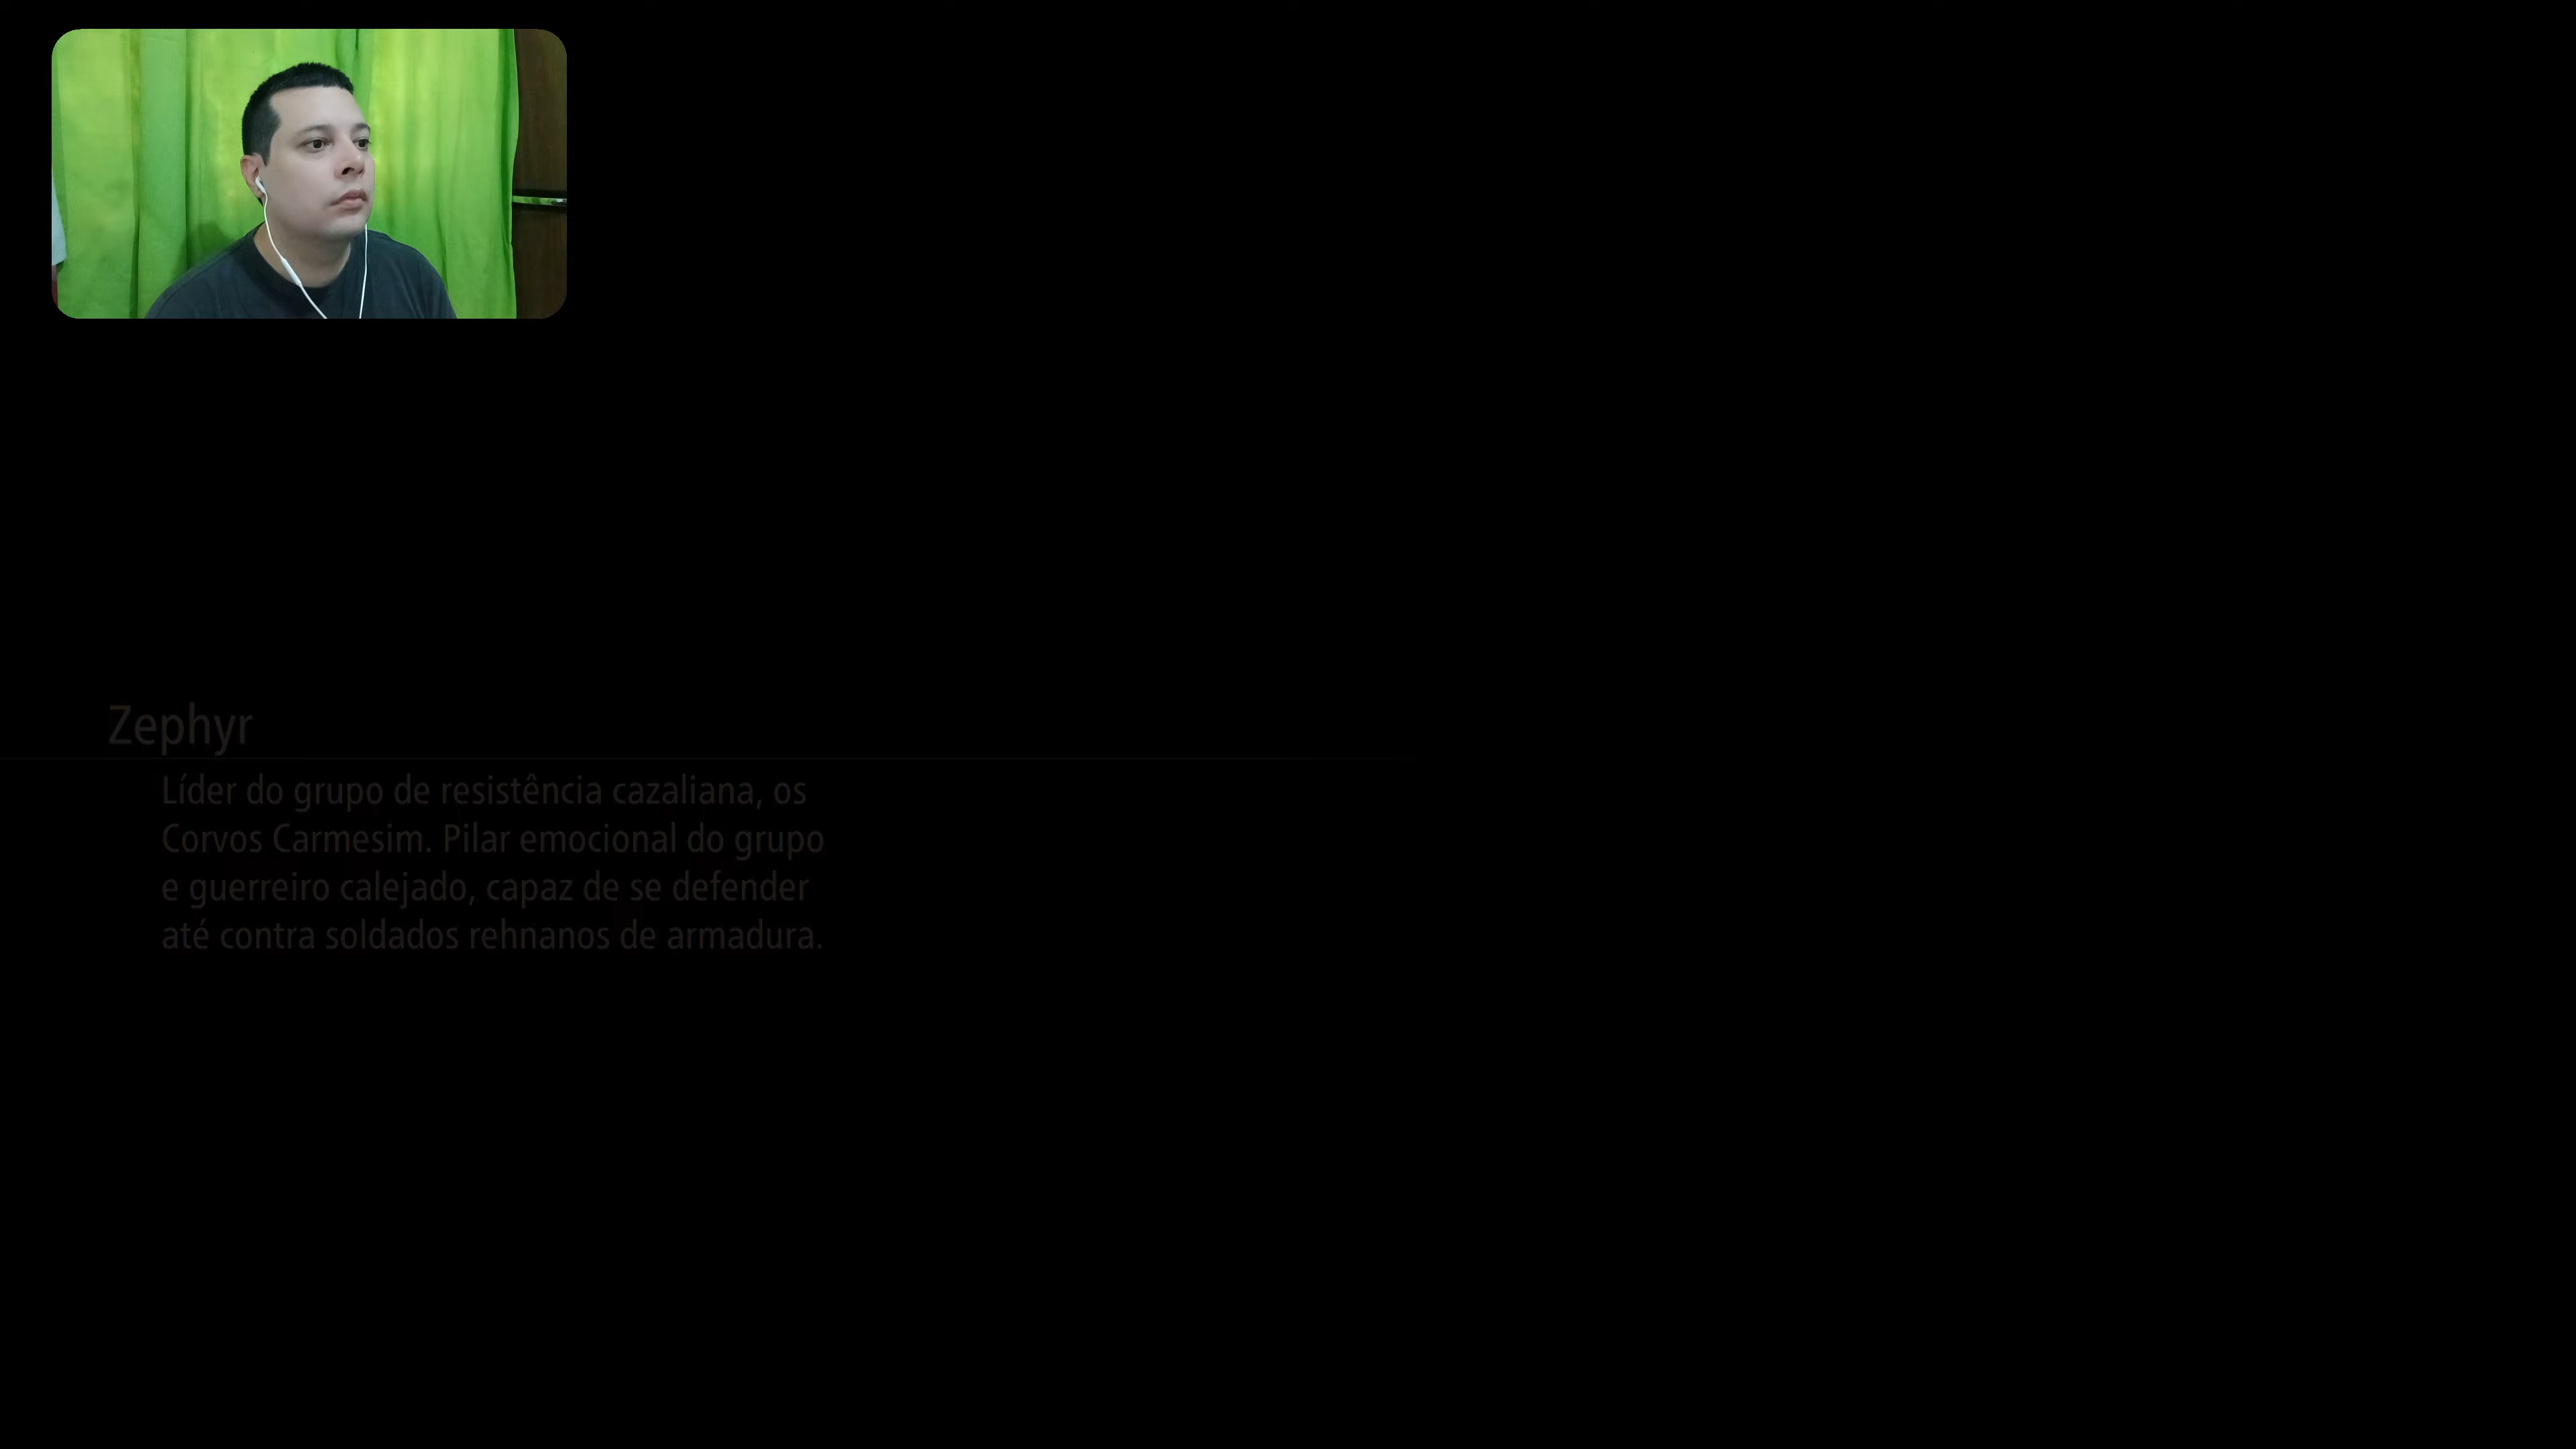 Zephyr
Líder do grupo de resistência cazaliana, os
Corvos Carmesim. Pilar emocional do grupo
e guerreiro calejado, capaz de se defender
até contra soldados rehnanos de armadura.